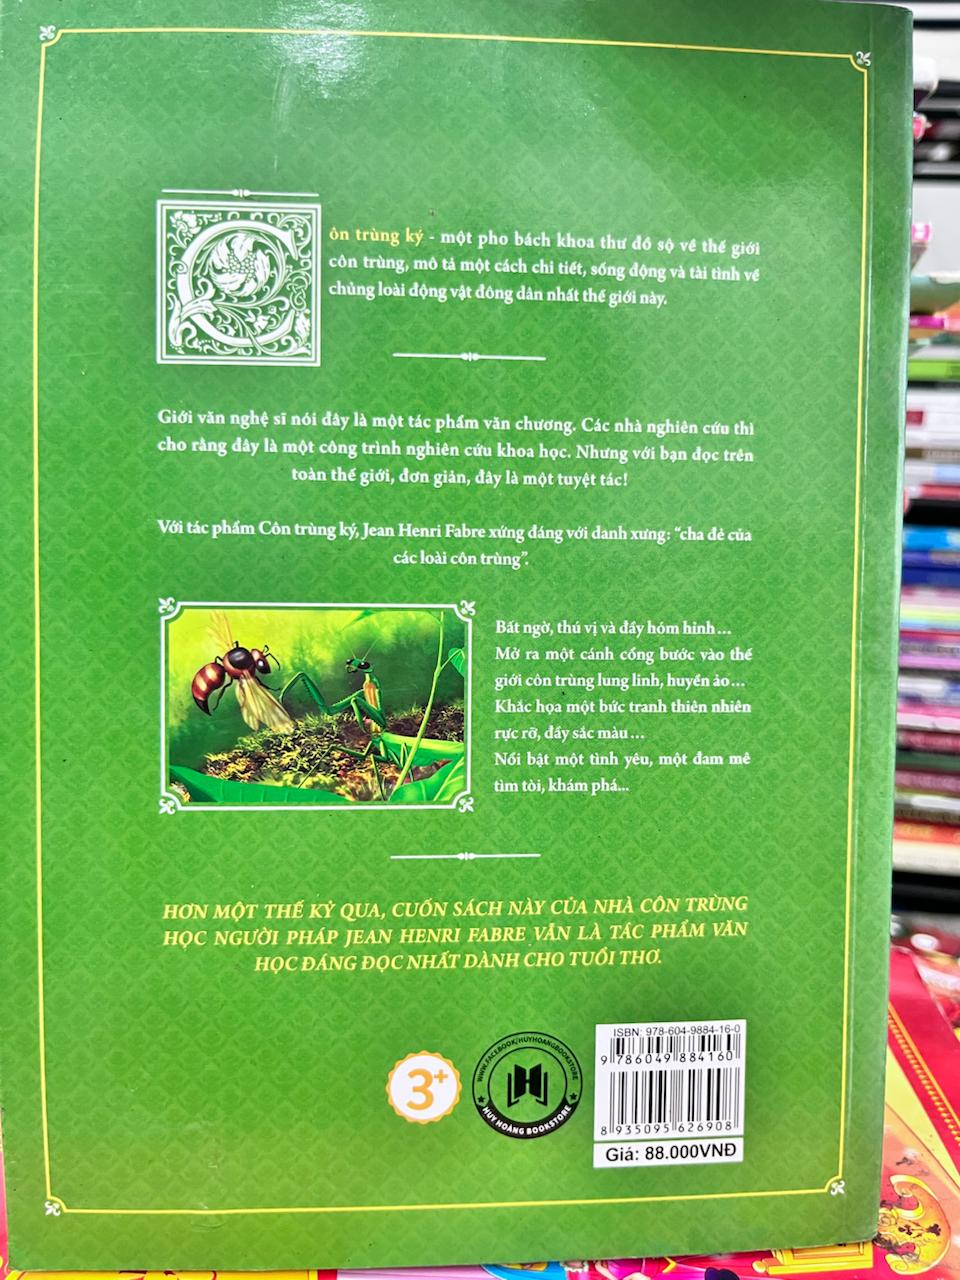 Côn trùng ký - một pho bách khoa thư đồ sộ về thế giới
côn trùng, mô tả một cách chi tiết, sống động và tài tình về
chủng loài động vật đông dân nhất thế giới này.
Giới văn nghệ sĩ nói đây là một tác phẩm văn chương. Các nhà nghiên cứu thì
cho rằng đây là một công trình nghiên cứu khoa học. Nhưng với bạn đọc trên
toàn thế giới, đơn giản, đây là một tuyệt tác!
Với tác phẩm Côn trùng ký, Jean Henri Fabre xứng đáng với danh xưng: “cha đẻ của
các loài côn trùng”.
Bất ngờ, thú vị và đầy hóm hỉnh...
Mở ra một cánh cổng bước vào thế
giới côn trùng lung linh, huyền ảo...
Khắc họa một bức tranh thiên nhiên
rực rỡ, đầy sắc màu...
Nổi bật một tình yêu, một đam mê
tìm tòi, khám phá...
HƠN MỘT THẾ KỶ QUA, CUỐN SÁCH NÀY CỦA NHÀ CÔN TRÙNG
HỌC NGƯỜI PHÁP JEAN HENRI FABRE VẪN LÀ TÁC PHẨM VĂN
HỌC ĐÁNG ĐỌC NHẤT DÀNH CHO TUỔI THƠ.
3+
WWW.FACEBOOK/HUYHOANGBOOKSTORE
HUY HOÀNG BOOKSTORE
ISBN: 978-604-9884-16-0
9 786049 884160
8 935095 626908
Giá: 88.000VNĐ